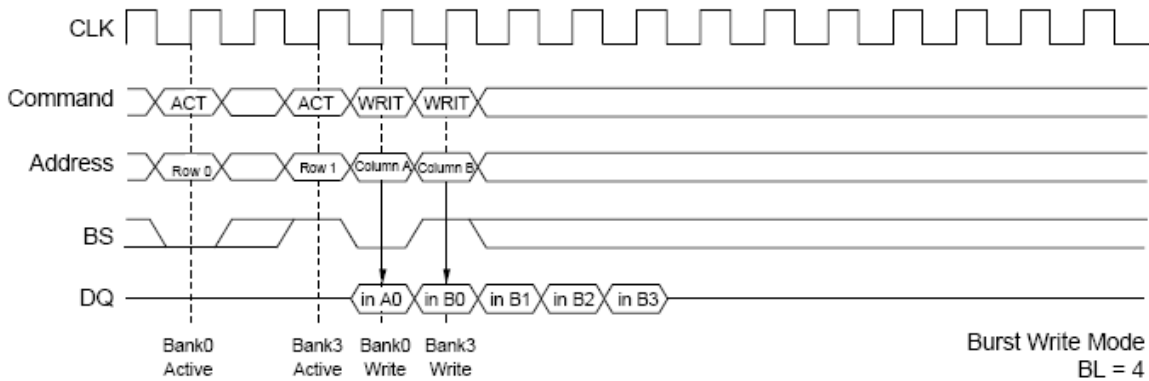 CLK
Command ACT ACT WRIT WRIT
Address Row 0 Row 1 Column A Column B
BS
DQ in A0 in B0 in B1 in B2 in B3
Bank0 Bank3 Bank0 Bank3
Active Active Write Write
Burst Write Mode
BL = 4